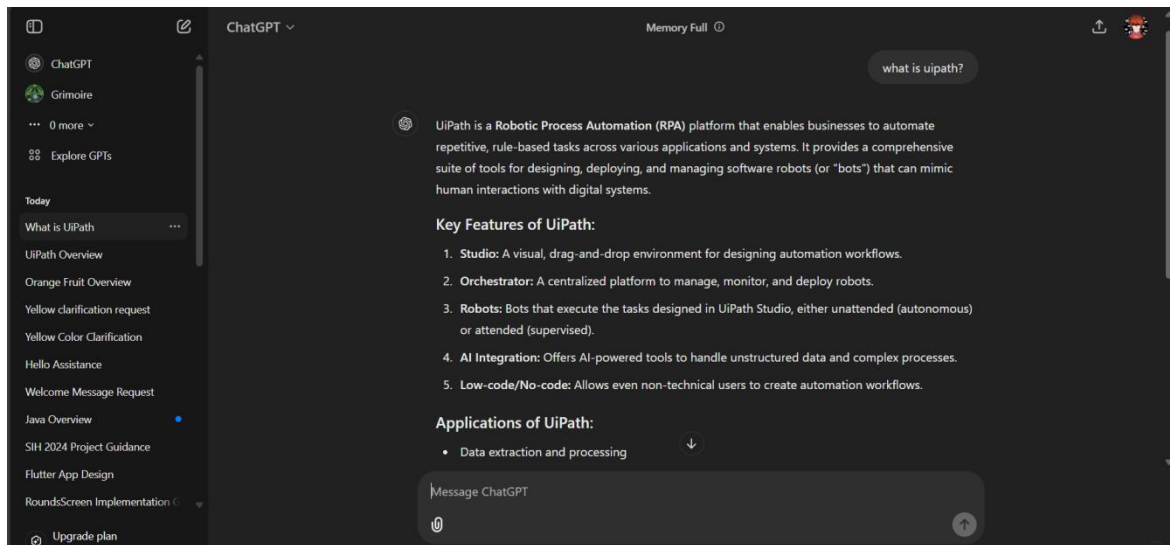 ChatGPT
Memory Full
ChatGPT
Grimoire
0 more
Explore GPTs
Today
What is UiPath
UiPath Overview
Orange Fruit Overview
Yellow clarification request
Yellow Color Clarification
Hello Assistance
Welcome Message Request
Java Overview
SIH 2024 Project Guidance
Flutter App Design
RoundsScreen Implementation
Upgrade plan
what is uipath?
UiPath is a Robotic Process Automation (RPA) platform that enables businesses to automate
repetitive, rule-based tasks across various applications and systems. It provides a comprehensive
suite of tools for designing, deploying, and managing software robots (or "bots") that can mimic
human interactions with digital systems.
Key Features of UiPath:
1. Studio: A visual, drag-and-drop environment for designing automation workflows.
2. Orchestrator: A centralized platform to manage, monitor, and deploy robots.
3. Robots: Bots that execute the tasks designed in UiPath Studio, either unattended (autonomous)
or attended (supervised).
4. AI Integration: Offers AI-powered tools to handle unstructured data and complex processes.
5. Low-code/No-code: Allows even non-technical users to create automation workflows.
Applications of UiPath:
• Data extraction and processing
Message ChatGPT